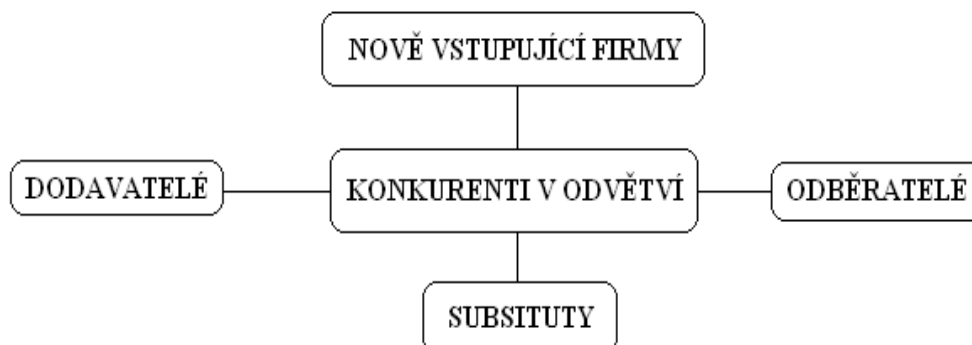 NOVĚ VSTUPUJÍCÍ FIRMY
DODAVATELÉ
KONKURENTI V ODVĚTVÍ
ODBĚRATELÉ
SUBSITUTY